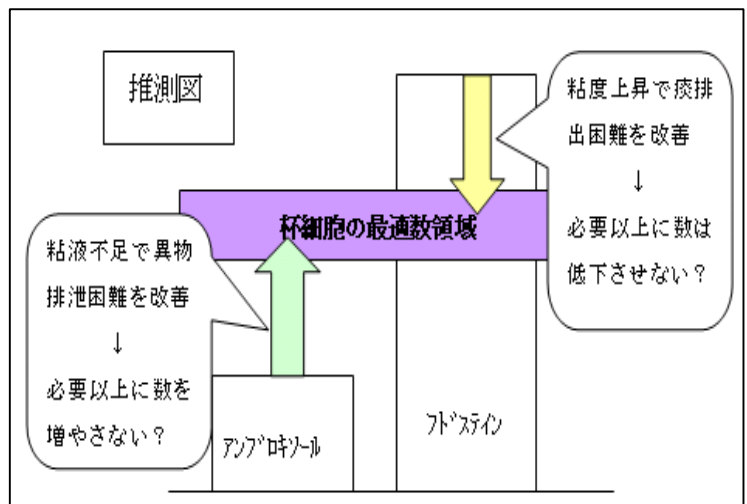 推測図
粘度上昇で痰排
出困難を改善
↓
必要以上に数は
低下させない？
杯細胞の最適数領域
粘液不足で異物
排泄困難を改善
↓
必要以上に数を
増やさない？
ｱﾝﾌﾞﾛｷｿｰﾙ
ﾌﾄﾞｽﾃｲﾝ